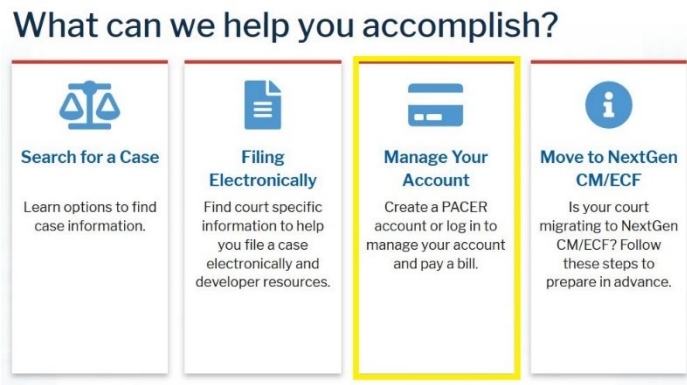 What can we help you accomplish?
Search for a Case
Learn options to find
case information.
Filing
Electronically
Find court specific
information to help
you file a case
electronically and
developer resources.
Manage Your
Account
Create a PACER
account or log in to
manage your account
and pay a bill.
Move to NextGen
CM/ECF
Is your court
migrating to NextGen
CM/ECF? Follow
these steps to
prepare in advance.